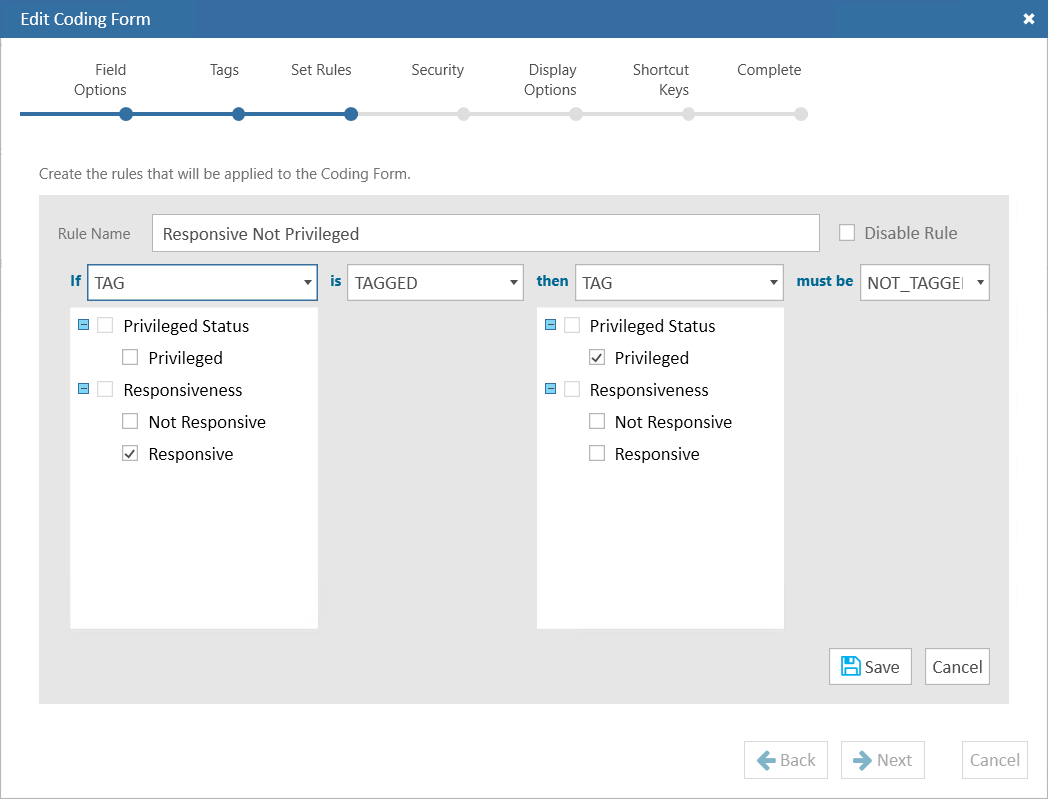 Edit Coding Form
Field Options
Tags
Set Rules
Security
Display Options
Shortcut Keys
Complete
Create the rules that will be applied to the Coding Form.
Rule Name Responsive Not Privileged Disable Rule
If TAG is TAGGED then TAG must be NOT_TAGGE
Privileged Status
Privileged
Responsiveness
Not Responsive
Responsive
Privileged Status
Privileged
Responsiveness
Not Responsive
Responsive
Save Cancel
Back Next Cancel